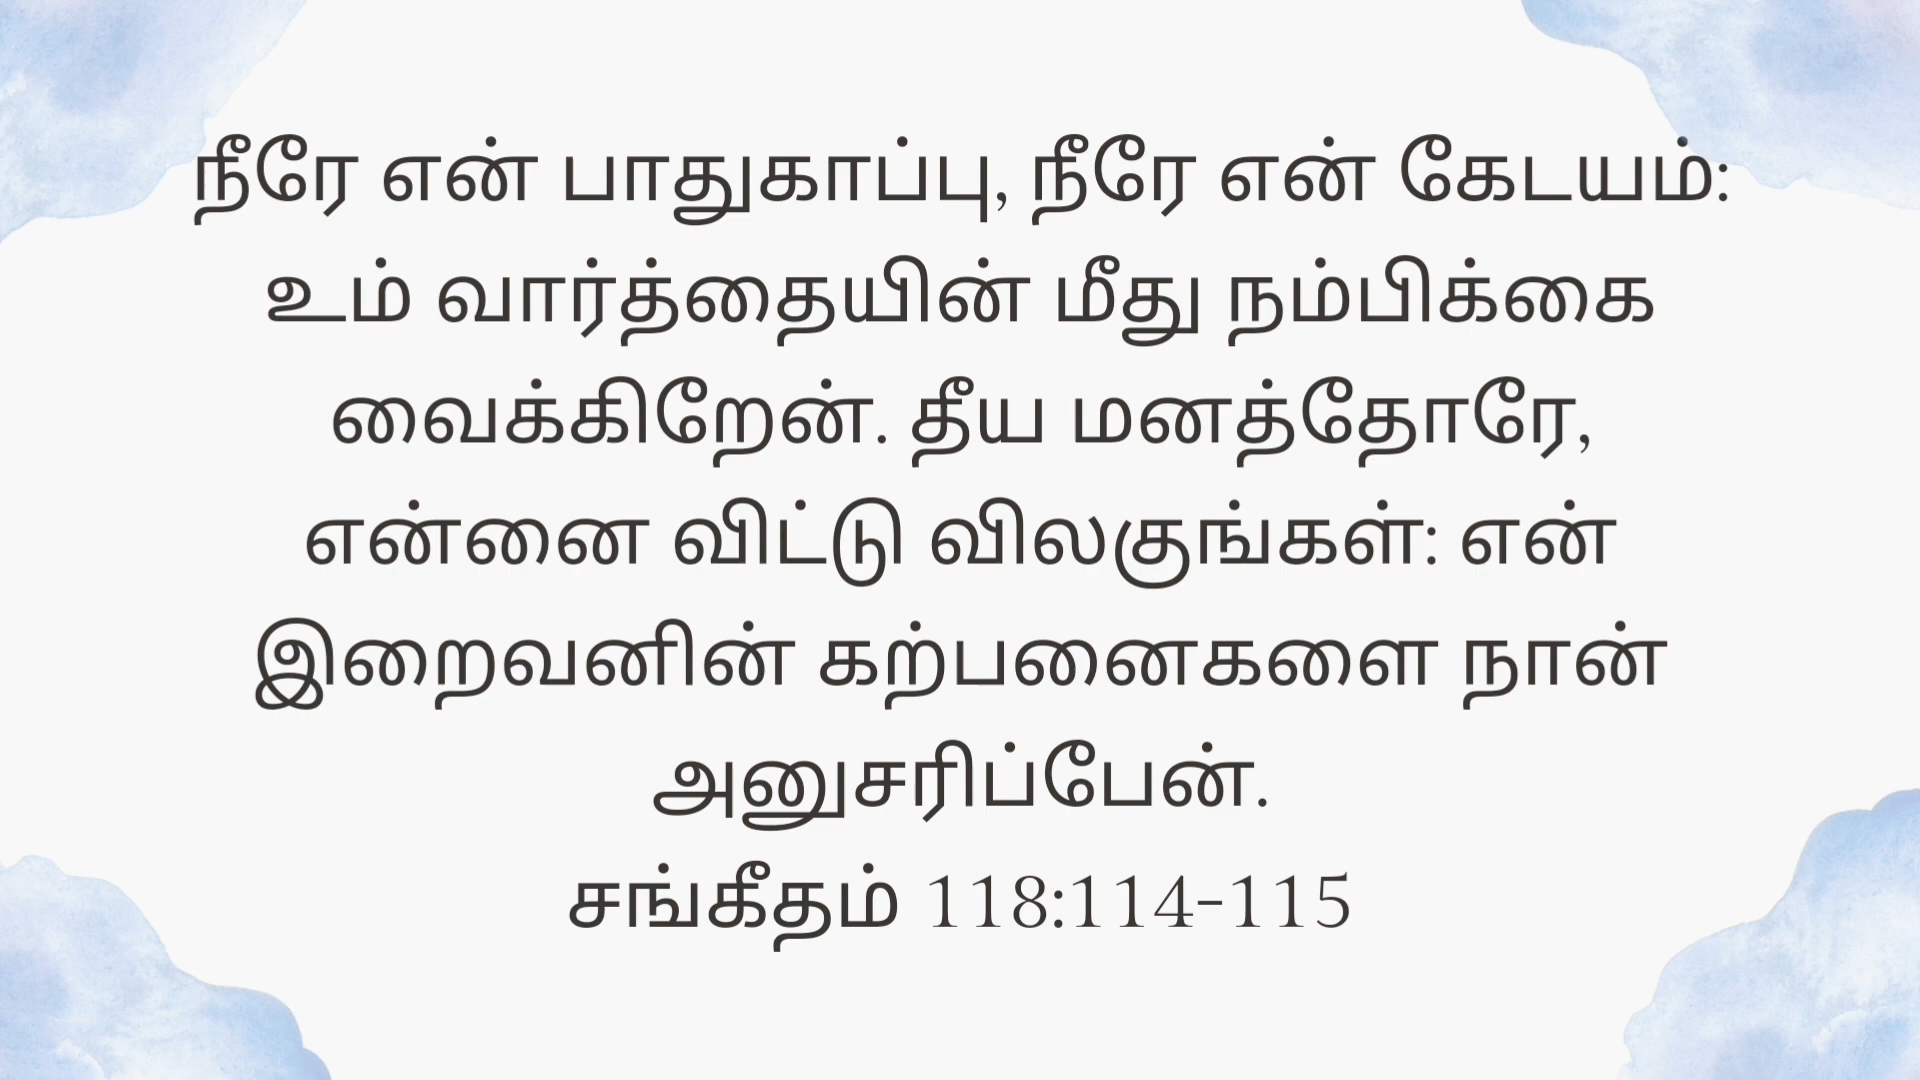 நீரே என் பாதுகாப்பு, நீரே என் கேடயம்:
உம் வார்த்தையின் மீது நம்பிக்கை
வைக்கிறேன். தீய மனத்தோரே,
என்னை விட்டு விலகுங்கள்: என்
இறைவனின் கற்பனைகளை நான்
அனுசரிப்பேன்.
சங்கீதம் 118:114-115